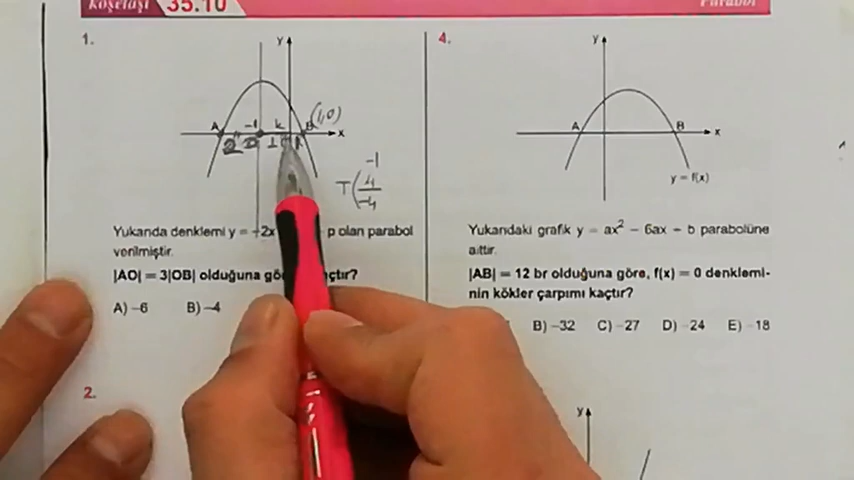 Köşetaşı 35.10 Parabol
1.
y
A
-1
k
B
(1,0)
x
T( -1
4
-4
Yukarıda denklemi y = -2x p olan parabol
verilmiştir.
|AO| = 3|OB| olduğuna gö kaçtır?
A) -6 B) -4
2.
4.
y
A
B
x
y = f(x)
Yukarıdaki grafik y = ax² - 6ax - b parabolüne
aittir.
|AB| = 12 br olduğuna göre, f(x) = 0 denklemi-
nin kökler çarpımı kaçtır?
B) -32 C) -27 D) -24 E) -18
y